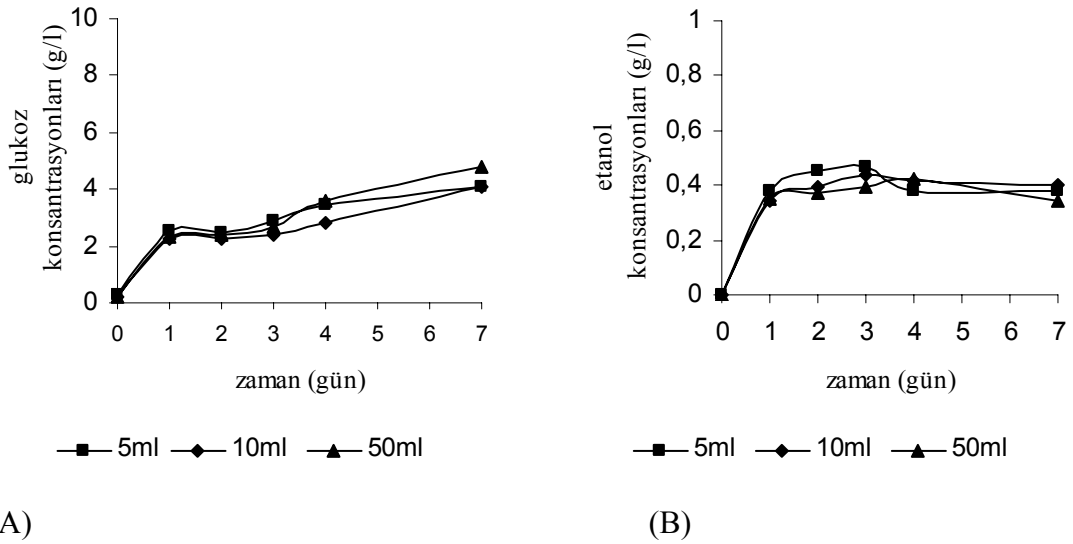 glukoz
konsantrasyonları (g/l)
10
8
6
4
2
0
0 1 2 3 4 5 6 7
zaman (gün)
5ml 10ml 50ml
A)
etanol
konsantrasyonları (g/l)
1
0,8
0,6
0,4
0,2
0
0 1 2 3 4 5 6 7
zaman (gün)
5ml 10ml 50ml
(B)